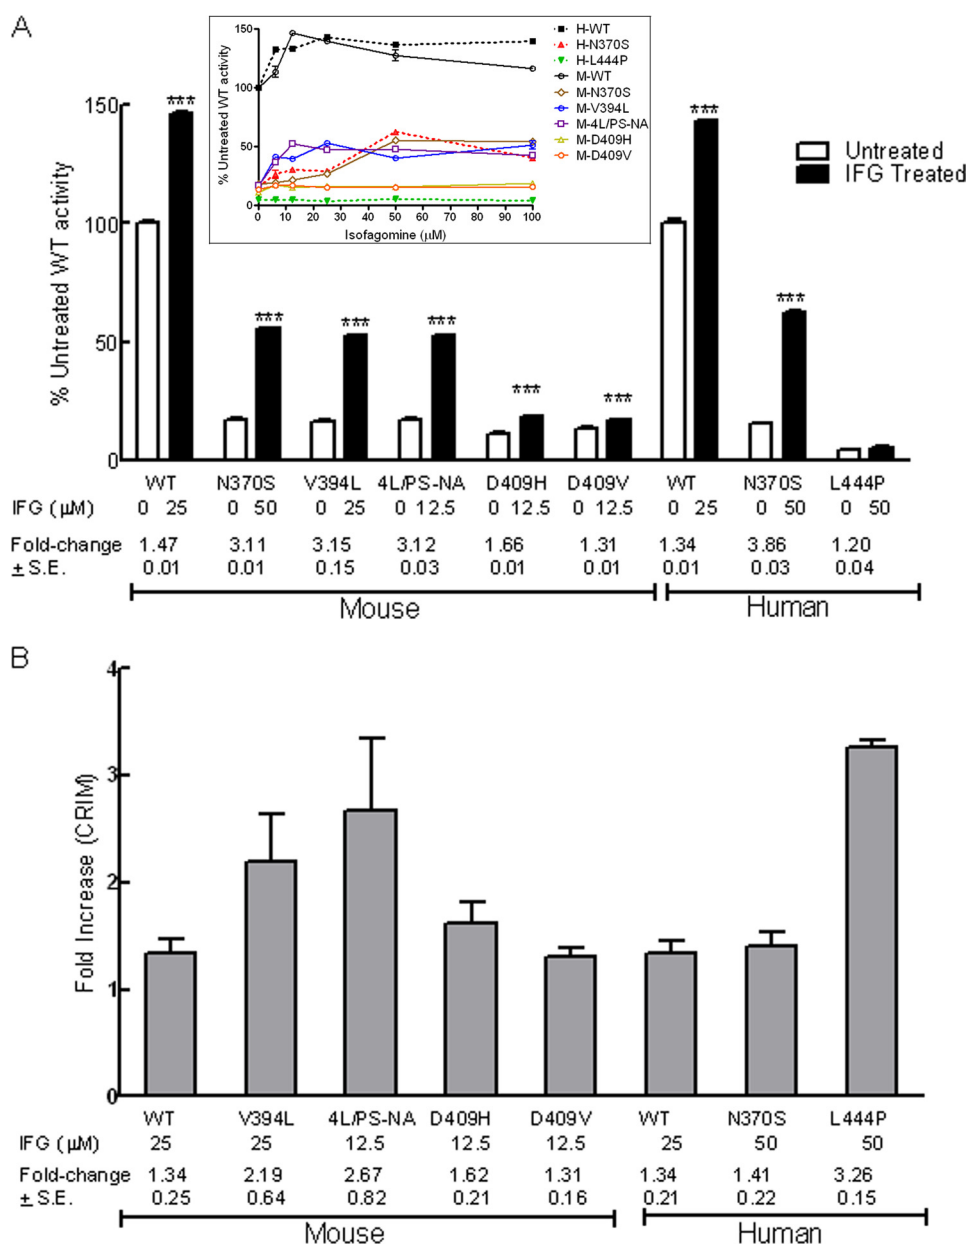 A
% Untreated WT activity
150
100
50
0
% Untreated WT activity
150
100
50
0
0 10 20 30 40 50 60 70 80 90 100
Isofagomine (μM)
H-WT
H-N370S
H-L444P
M-WT
M-N370S
M-V394L
M-4L/PS-NA
M-D409H
M-D409V
Untreated
IFG Treated
*** *** *** *** *** *** *** ***
WT N370S V394L 4L/PS-NA D409H D409V WT N370S L444P
IFG (μM) 0 25 0 50 0 25 0 12.5 0 12.5 0 12.5 0 25 0 50 0 50
Fold-change 1.47 3.11 3.15 3.12 1.66 1.31 1.34 3.86 1.20
± S.E. 0.01 0.01 0.15 0.03 0.01 0.01 0.01 0.03 0.04
Mouse Human
B
Fold Increase (CRIM)
4
3
2
1
0
WT V394L 4L/PS-NA D409H D409V WT N370S L444P
IFG (μM) 25 25 12.5 12.5 12.5 25 50 50
Fold-change 1.34 2.19 2.67 1.62 1.31 1.34 1.41 3.26
± S.E. 0.25 0.64 0.82 0.21 0.16 0.21 0.22 0.15
Mouse Human